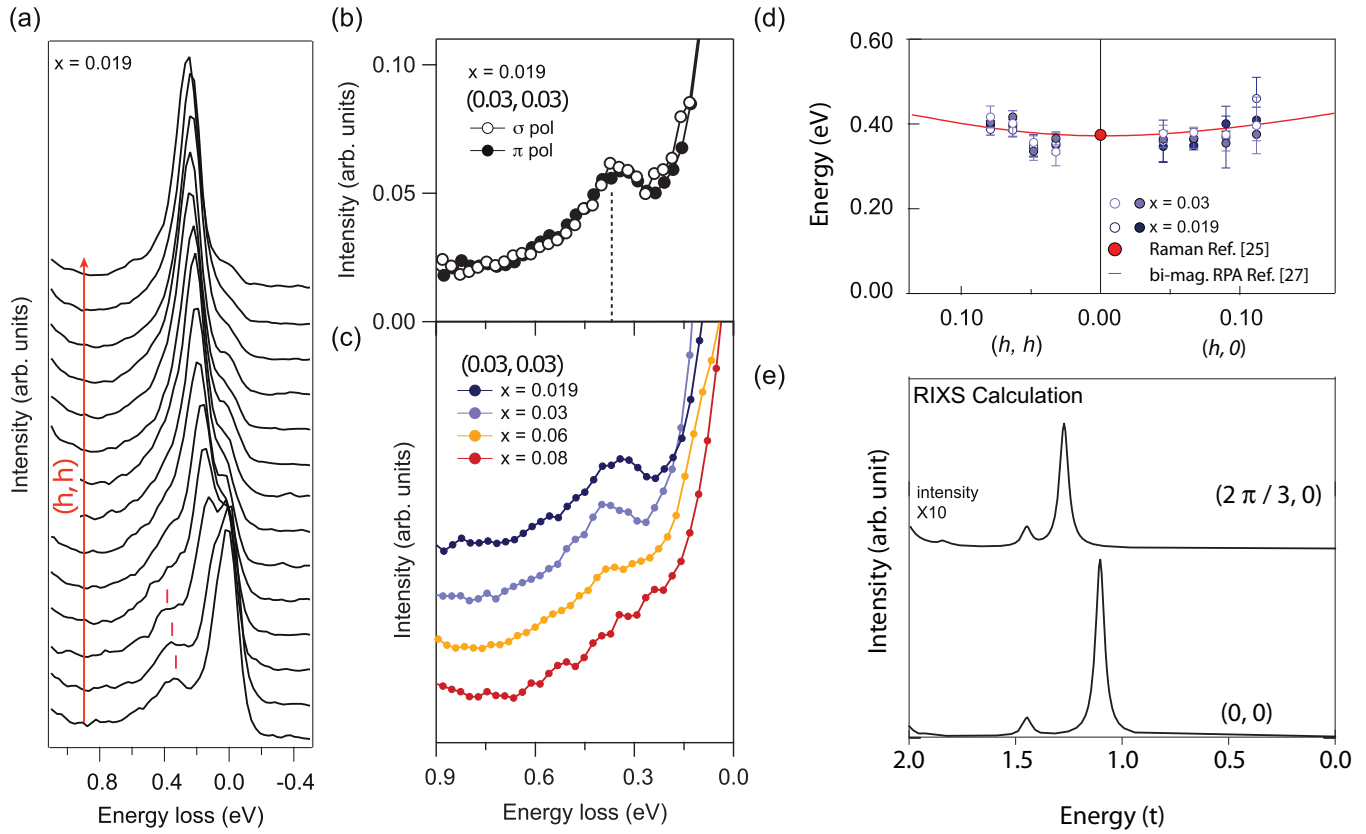 (a)
x = 0.019
(h, h)
Intensity (arb. units)
0.8
0.4
0.0
-0.4
Energy loss (eV)
(b)
x = 0.019
(0.03, 0.03)
σ pol
π pol
0.10
0.05
0.00
Intensity (arb. units)
(c)
(0.03, 0.03)
x = 0.019
x = 0.03
x = 0.06
x = 0.08
Intensity (arb. units)
0.9
0.6
0.3
0.0
Energy loss (eV)
(d)
0.60
0.40
0.20
0.00
Energy (eV)
x = 0.03
x = 0.019
Raman Ref. [25]
bi-mag. RPA Ref. [27]
0.10
0.00
0.10
(h, h)
(h, 0)
(e)
RIXS Calculation
intensity
X10
(2 π / 3, 0)
(0, 0)
Intensity (arb. unit)
2.0
1.5
1.0
0.5
0.0
Energy (t)